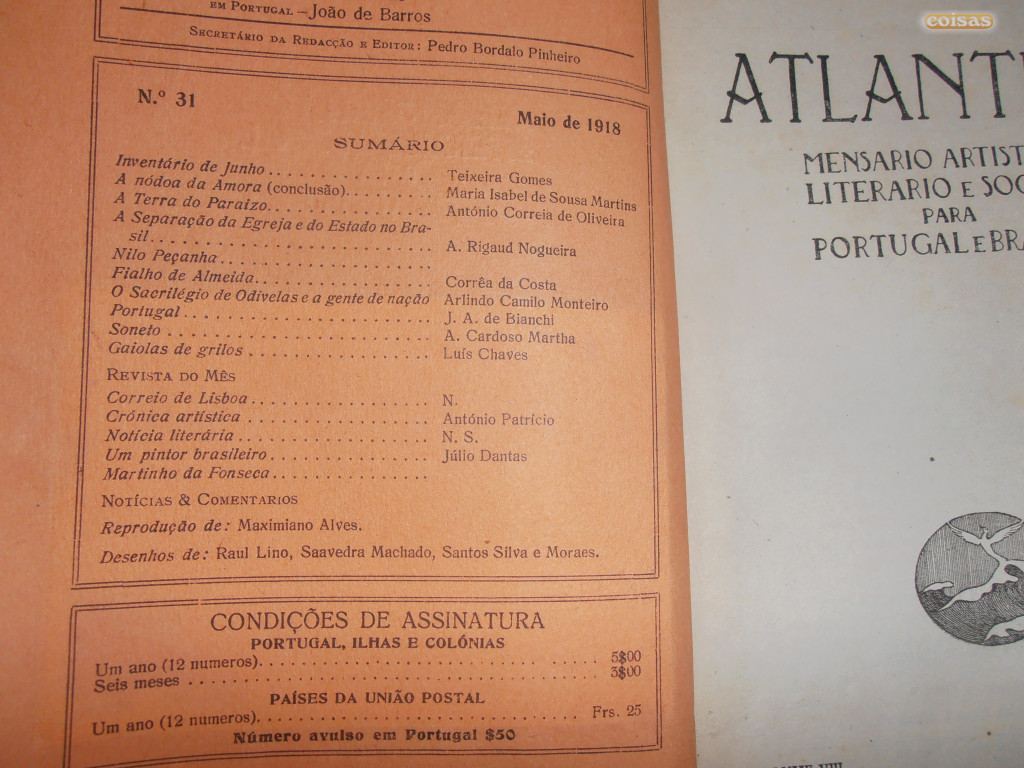 EM PORTUGAL — João de Barros
SECRETÁRIO DA REDACÇÃO E EDITOR: Pedro Bordalo Pinheiro
N.º 31
Maio de 1918
SUMÁRIO
Inventário de Junho................ Teixeira Gomes
A nódoa da Amora (conclusão)......... Maria Isabel de Sousa Martins
A Terra do Paraizo................ António Correia de Oliveira
A Separação da Egreja e do Estado no Bra-
sil......................... A. Rigaud Nogueira
Nilo Peçanha....................
Fialho de Almeida................. Corrêa da Costa
O Sacrilégio de Odivelas e a gente de nação Arlindo Camilo Monteiro
Portugal....................... J. A. de Bianchi
Soneto........................ A. Cardoso Martha
Gaiolas de grilos.................. Luís Chaves
REVISTA DO MÊS
Correio de Lisboa.................. N.
Crónica artística.................. António Patrício
Notícia literária................... N. S.
Um pintor brasileiro................ Júlio Dantas
Martinho da Fonseca...............
NOTÍCIAS & COMENTARIOS
Reprodução de: Maximiano Alves.
Desenhos de: Raul Lino, Saavedra Machado, Santos Silva e Moraes.
CONDIÇÕES DE ASSINATURA
PORTUGAL, ILHAS E COLÓNIAS
Um ano (12 numeros)........................ 5$00
Seis meses................................ 3$00
PAÍSES DA UNIÃO POSTAL
Um ano (12 numeros)........................ Frs. 25
Número avulso em Portugal $50
coisas
ATLANT
MENSARIO ARTIST
LITERARIO E SOC
PARA
PORTUGAL E BRA